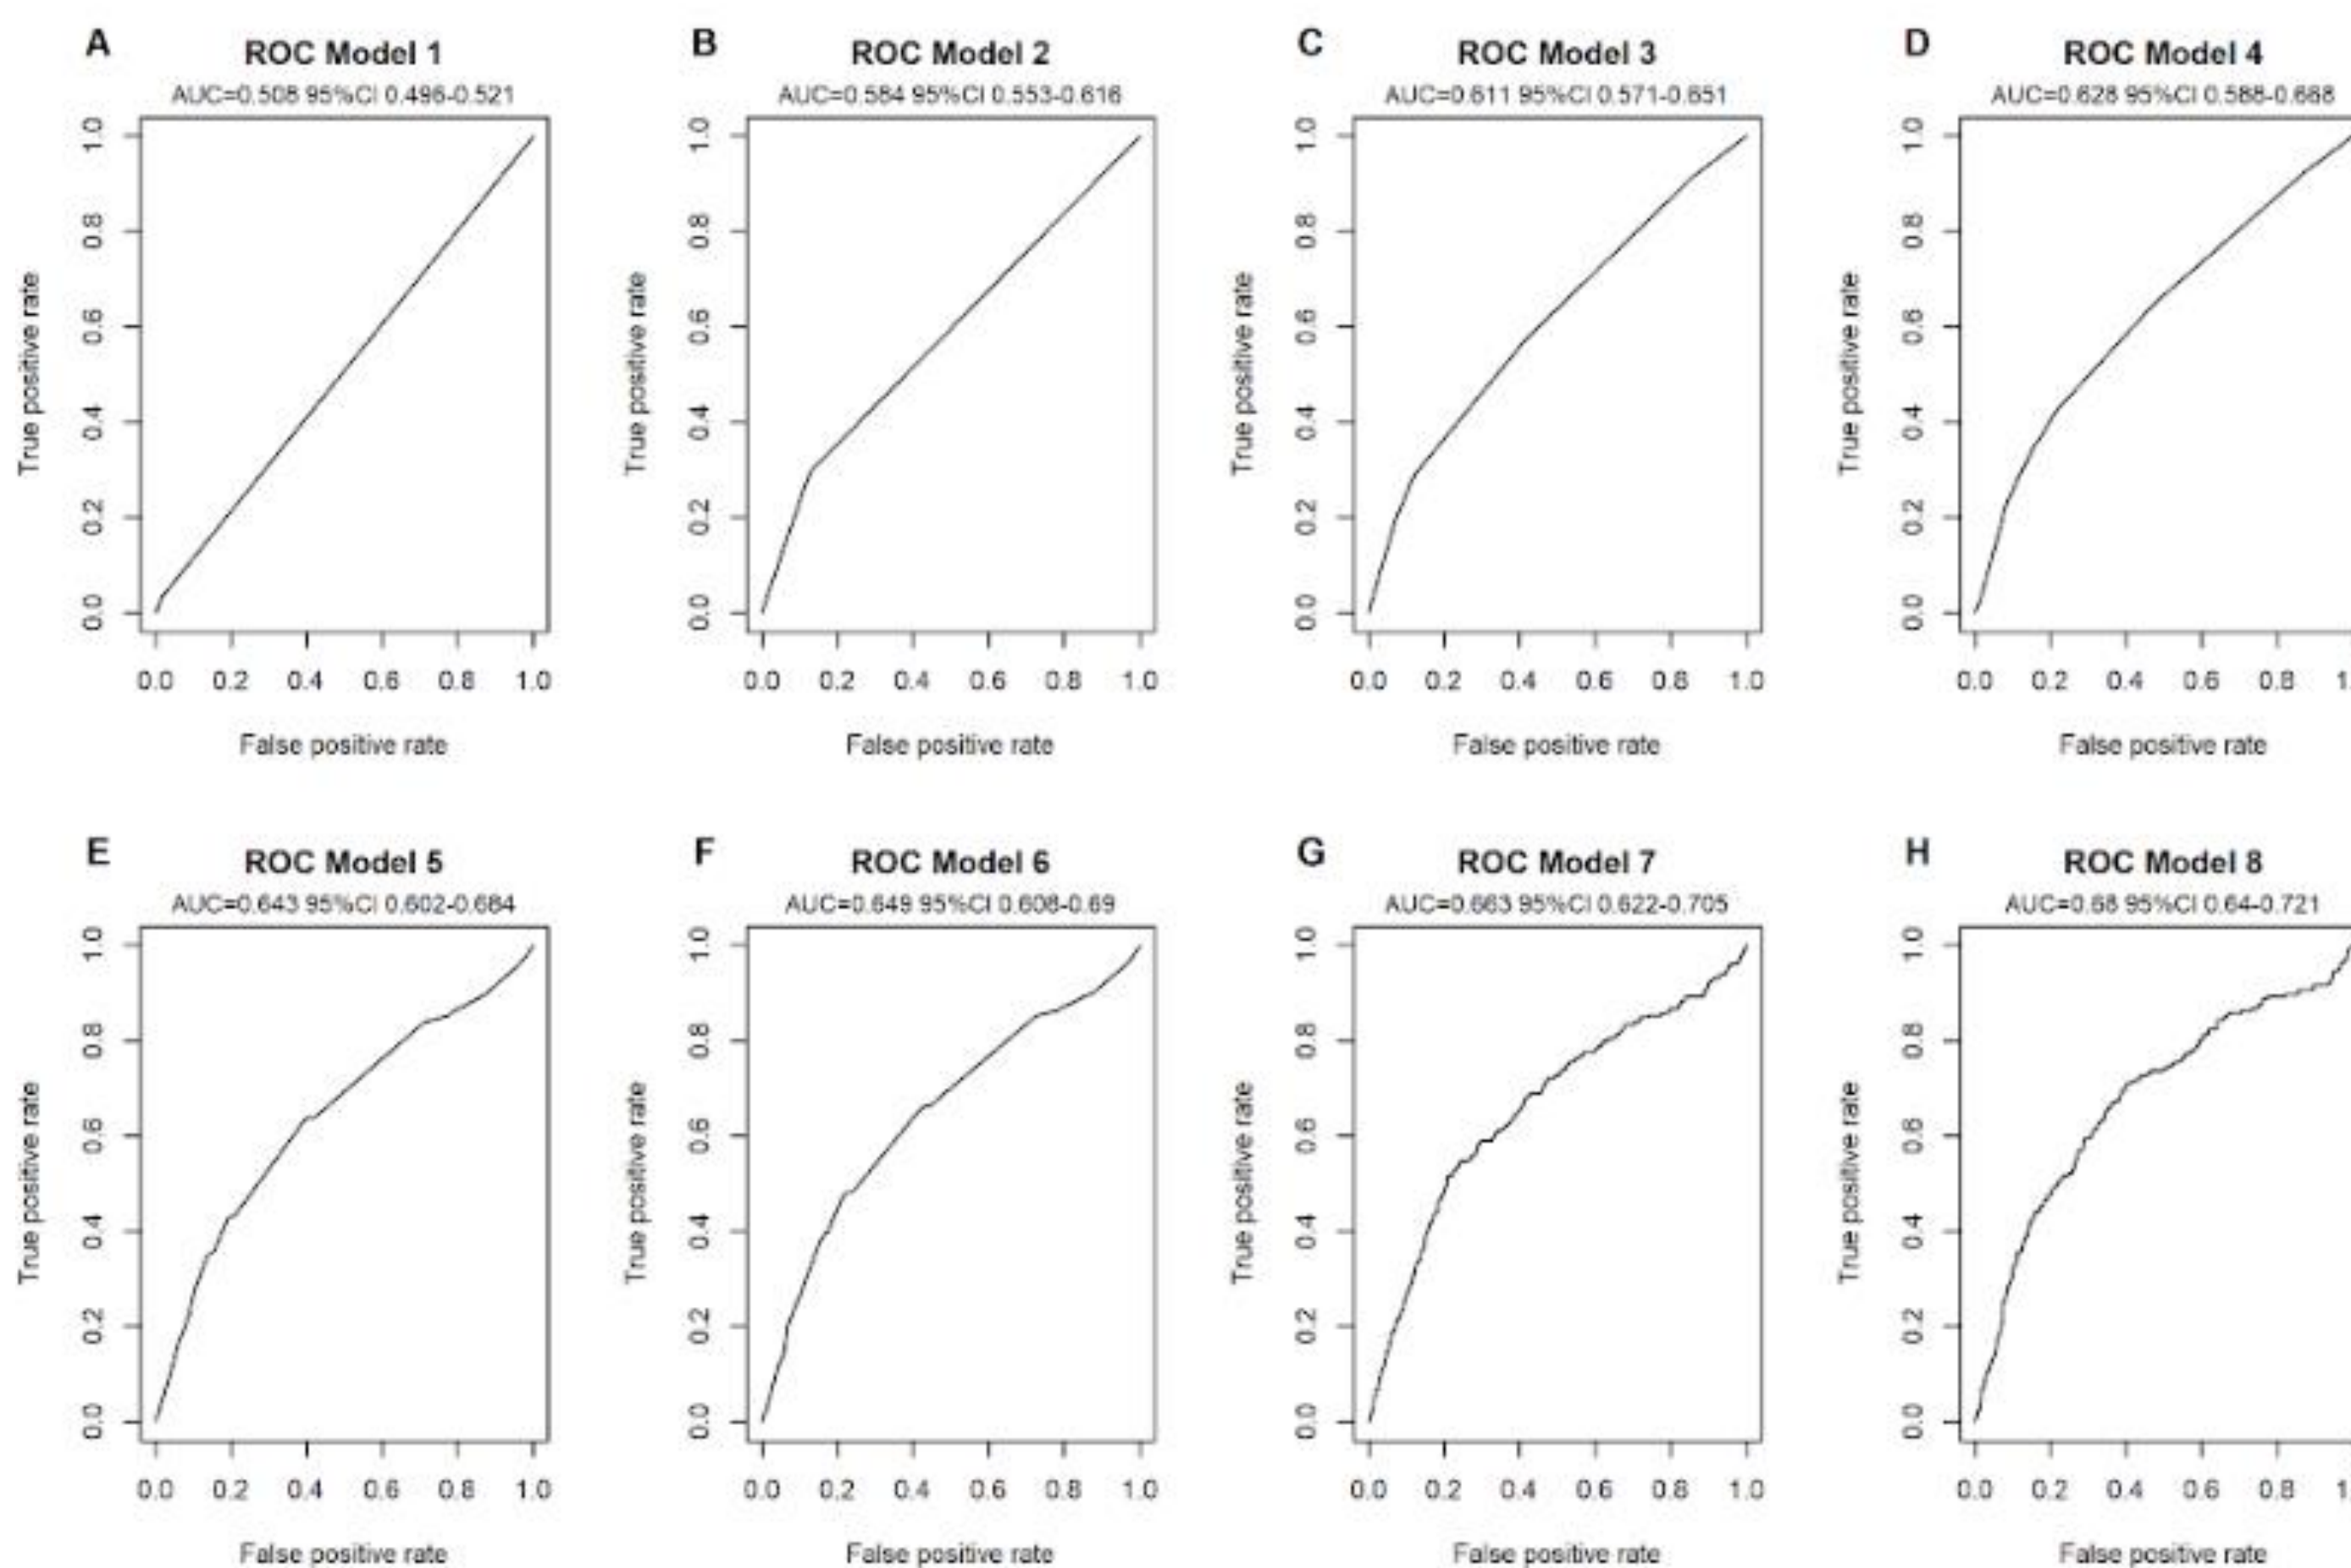 A
ROC Model 1
AUC=0.508 95%CI 0.496-0.521
True positive rate
1.0
0.8
0.6
0.4
0.2
0.0
0.0 0.2 0.4 0.6 0.8 1.0
False positive rate
B
ROC Model 2
AUC=0.584 95%CI 0.553-0.616
True positive rate
1.0
0.8
0.6
0.4
0.2
0.0
0.0 0.2 0.4 0.6 0.8 1.0
False positive rate
C
ROC Model 3
AUC=0.611 95%CI 0.571-0.651
True positive rate
1.0
0.8
0.6
0.4
0.2
0.0
0.0 0.2 0.4 0.6 0.8 1.0
False positive rate
D
ROC Model 4
AUC=0.628 95%CI 0.588-0.668
True positive rate
1.0
0.8
0.6
0.4
0.2
0.0
0.0 0.2 0.4 0.6 0.8 1.
False positive rate
E
ROC Model 5
AUC=0.643 95%CI 0.602-0.684
True positive rate
1.0
0.8
0.6
0.4
0.2
0.0
0.0 0.2 0.4 0.6 0.8 1.0
False positive rate
F
ROC Model 6
AUC=0.649 95%CI 0.608-0.69
True positive rate
1.0
0.8
0.6
0.4
0.2
0.0
0.0 0.2 0.4 0.6 0.8 1.0
False positive rate
G
ROC Model 7
AUC=0.663 95%CI 0.622-0.705
True positive rate
1.0
0.8
0.6
0.4
0.2
0.0
0.0 0.2 0.4 0.6 0.8 1.0
False positive rate
H
ROC Model 8
AUC=0.68 95%CI 0.64-0.721
True positive rate
1.0
0.8
0.6
0.4
0.2
0.0
0.0 0.2 0.4 0.6 0.8 1.
False positive rate